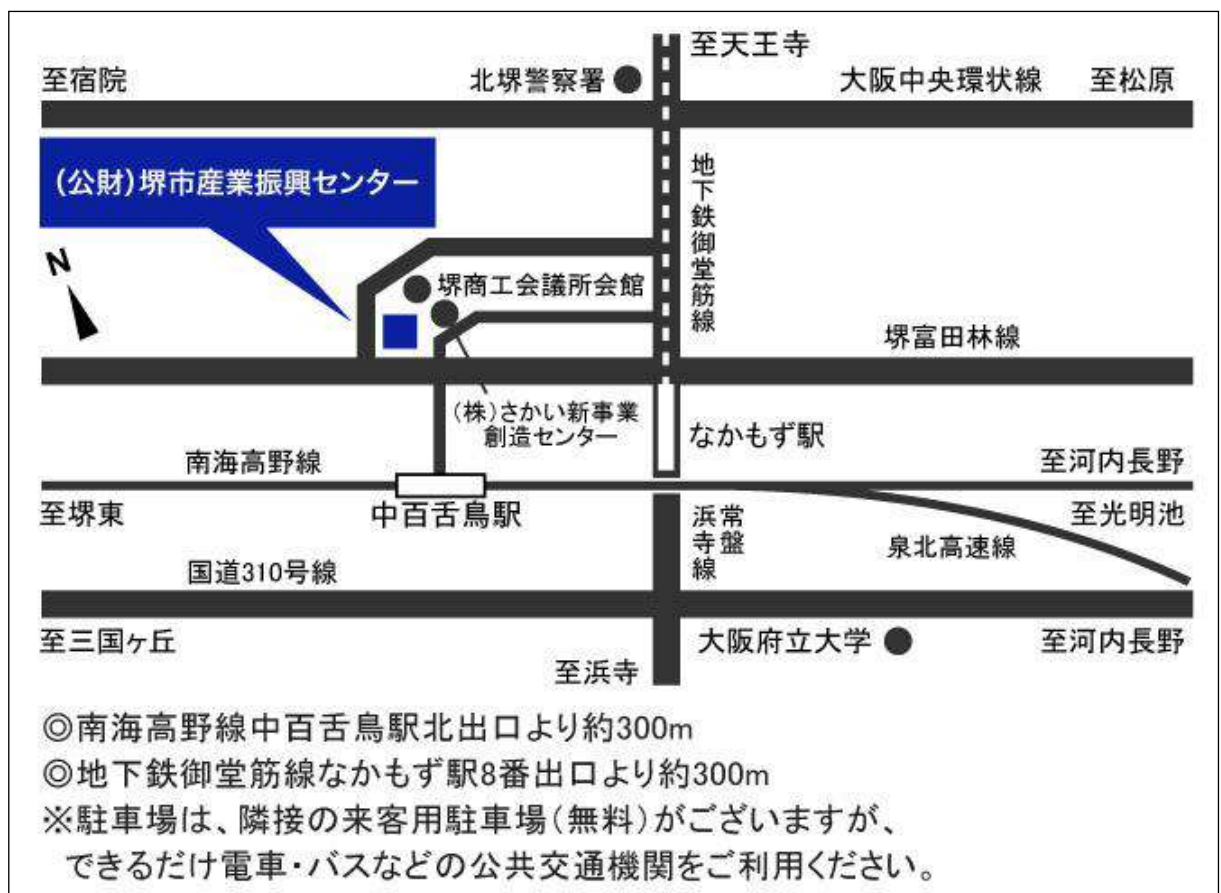 至天王寺
至宿院
北堺警察署
大阪中央環状線
至松原
(公財)堺市産業振興センター
地下鉄御堂筋線
N
堺商工会議所会館
堺富田林線
(株)さかい新事業
創造センター
なかもず駅
南海高野線
至河内長野
至堺東
中百舌鳥駅
常盤
浜寺線
至光明池
泉北高速線
国道310号線
至三国ヶ丘
大阪府立大学
至河内長野
至浜寺
◎南海高野線中百舌鳥駅北出口より約300m
◎地下鉄御堂筋線なかもず駅8番出口より約300m
※駐車場は、隣接の来客用駐車場(無料)がございますが、
できるだけ電車・バスなどの公共交通機関をご利用ください。